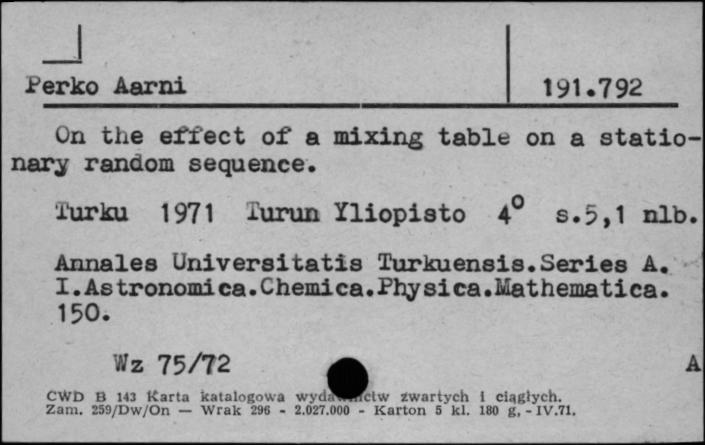 Perko Aarni 191.792
On the effect of a mixing table on a statio-
nary random sequence.
Turku 1971 Turun Yliopisto 4° s.5,1 nlb.
Annales Universitatis Turkuensis.Series A.
I.Astronomica.Chemica.Physica.Mathematica.
150.
Wz 75/72 A
CWD B 143 Karta katalogowa wydawnictw zwartych i ciągłych.
Zam. 259/Dw/On — Wrak 296 - 2.027.000 - Karton 5 kl. 180 g, - IV.71.